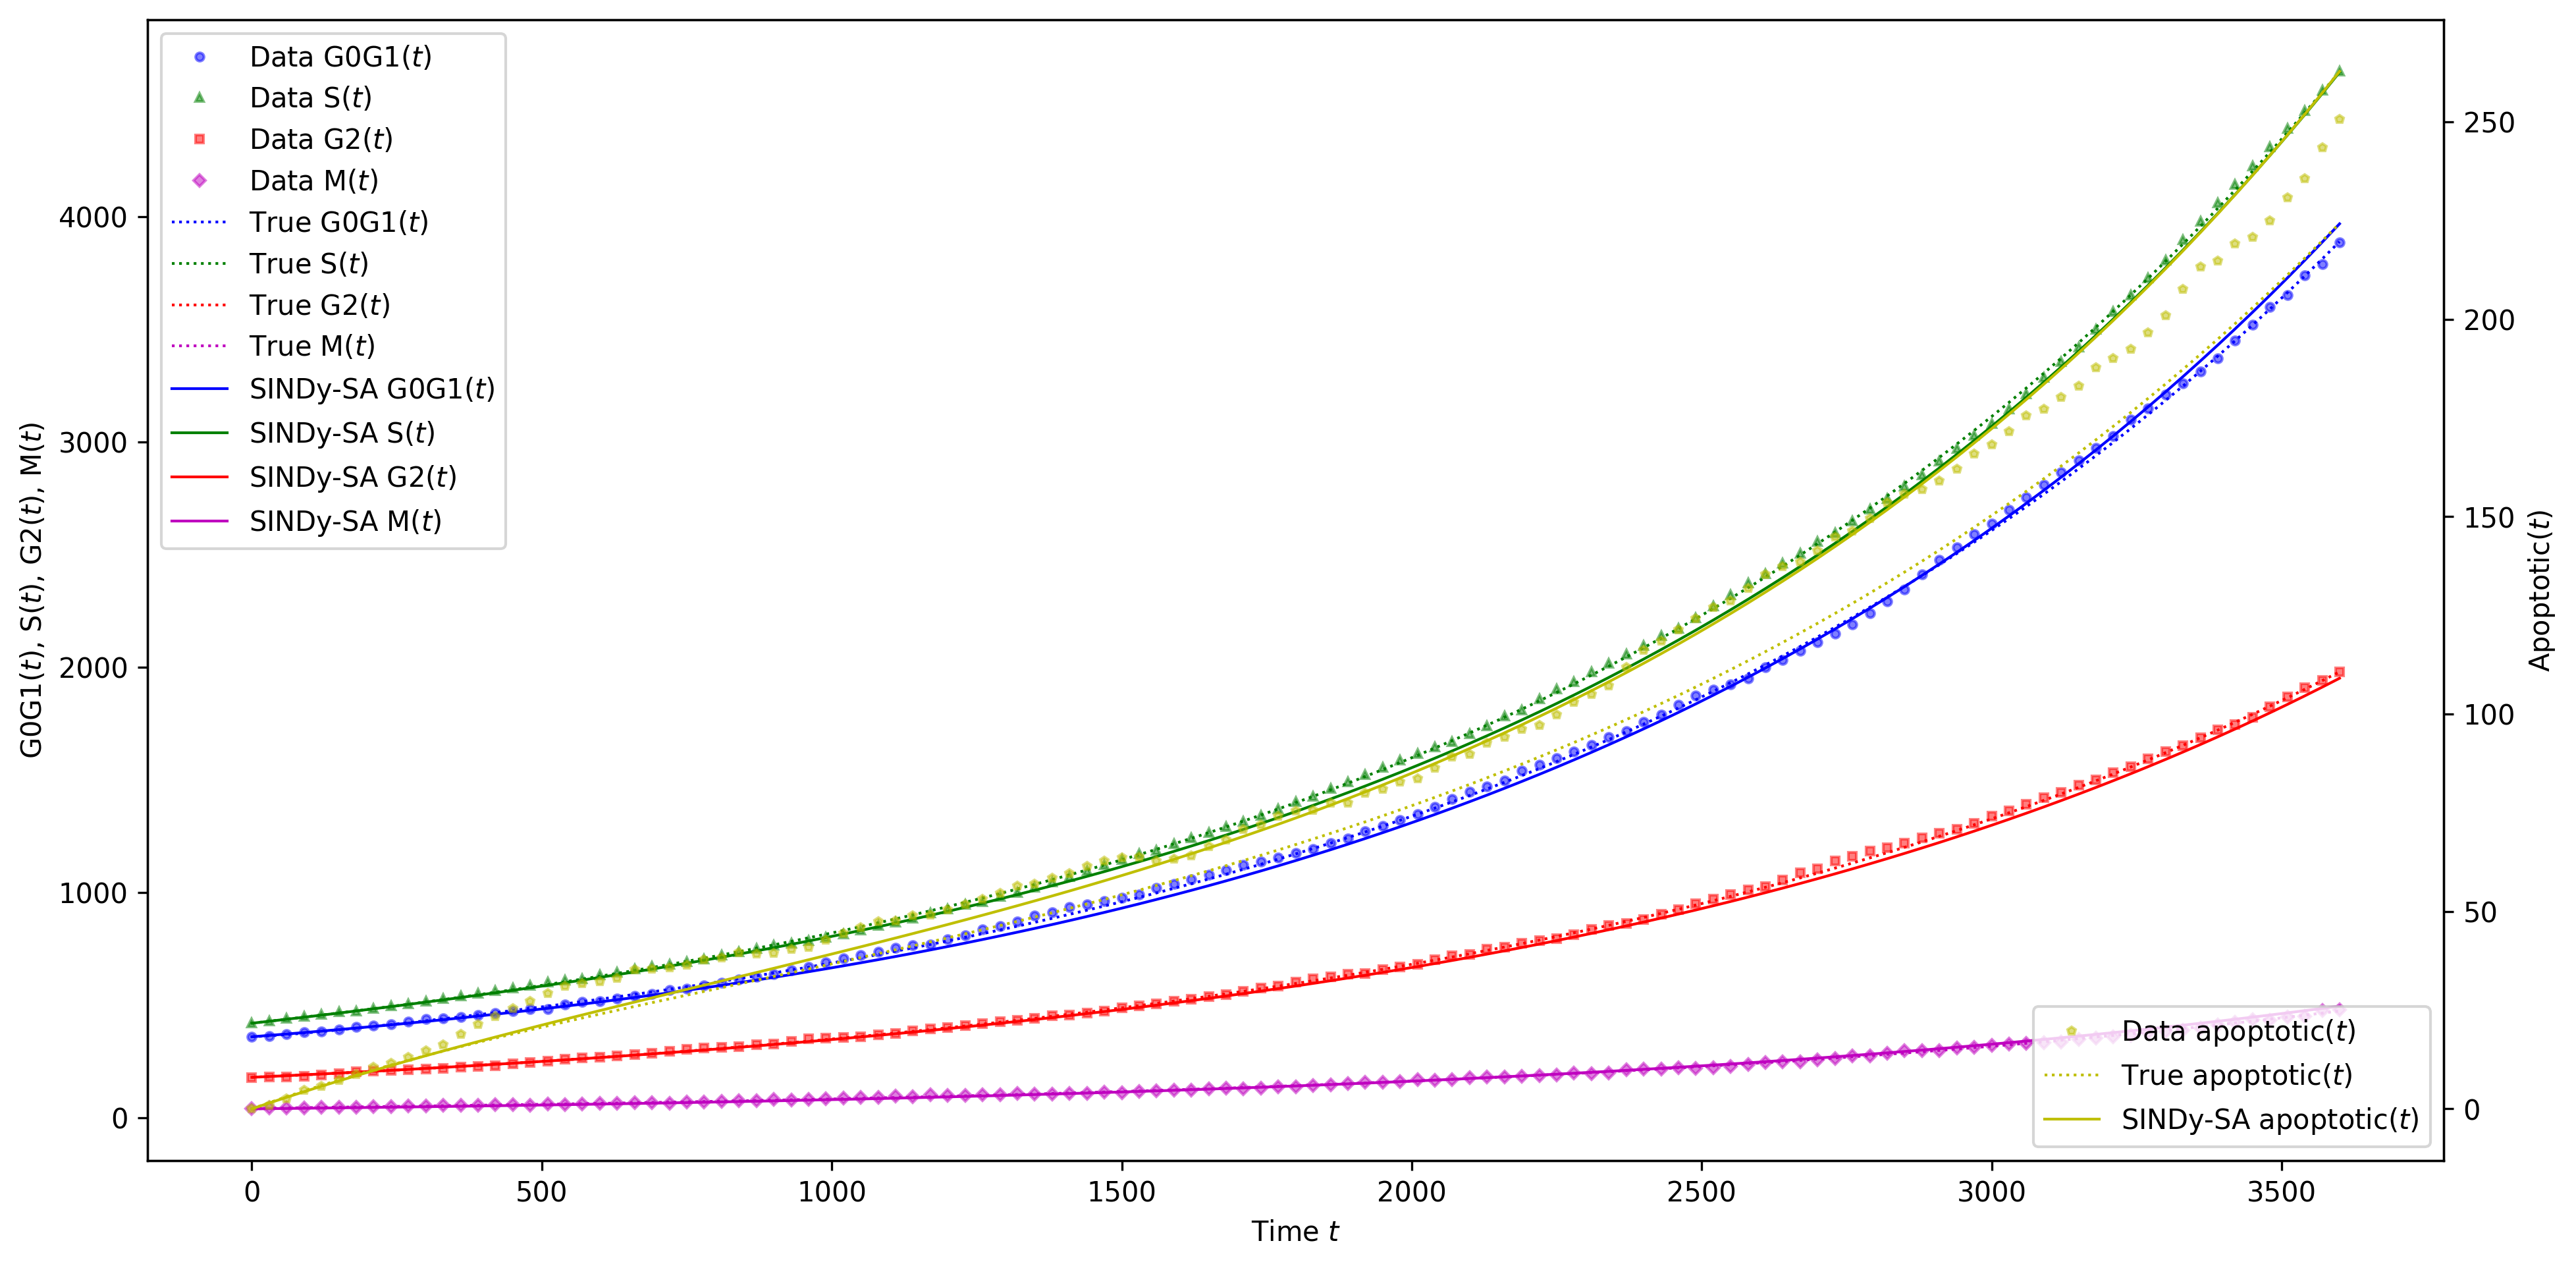 Data G0G1(t)
Data S(t)
Data G2(t)
Data M(t)
True G0G1(t)
True S(t)
True G2(t)
True M(t)
SINDy-SA G0G1(t)
SINDy-SA S(t)
SINDy-SA G2(t)
SINDy-SA M(t)
G0G1(t), S(t), G2(t), M(t)
4000
3000
2000
1000
0
250
200
150
100
50
0
Apoptotic(t)
Data apoptotic(t)
True apoptotic(t)
SINDy-SA apoptotic(t)
0 500 1000 1500 2000 2500 3000 3500
Time t